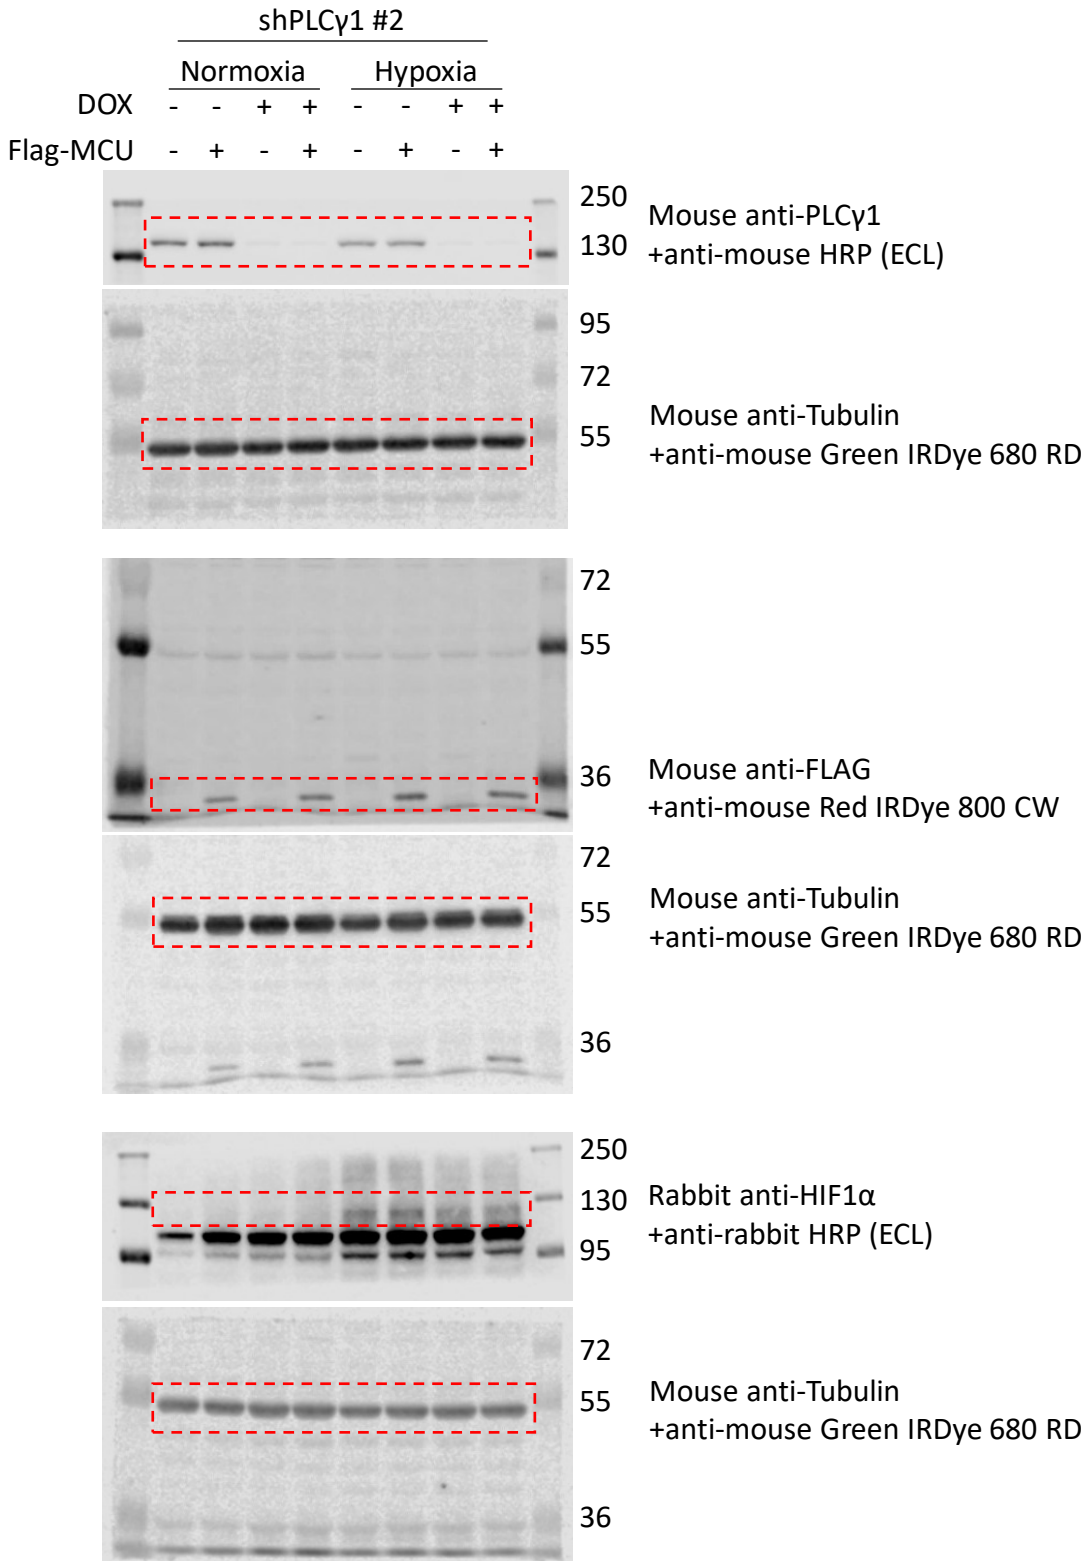 shPLCγ1 #2
Normoxia Hypoxia
DOX - - + + - - + +
Flag-MCU - + - + - + - +
250
130
Mouse anti-PLCγ1
+anti-mouse HRP (ECL)
95
72
55
Mouse anti-Tubulin
+anti-mouse Green IRDye 680 RD
72
55
36
Mouse anti-FLAG
+anti-mouse Red IRDye 800 CW
72
55
36
Mouse anti-Tubulin
+anti-mouse Green IRDye 680 RD
250
130
95
Rabbit anti-HIF1α
+anti-rabbit HRP (ECL)
72
55
36
Mouse anti-Tubulin
+anti-mouse Green IRDye 680 RD